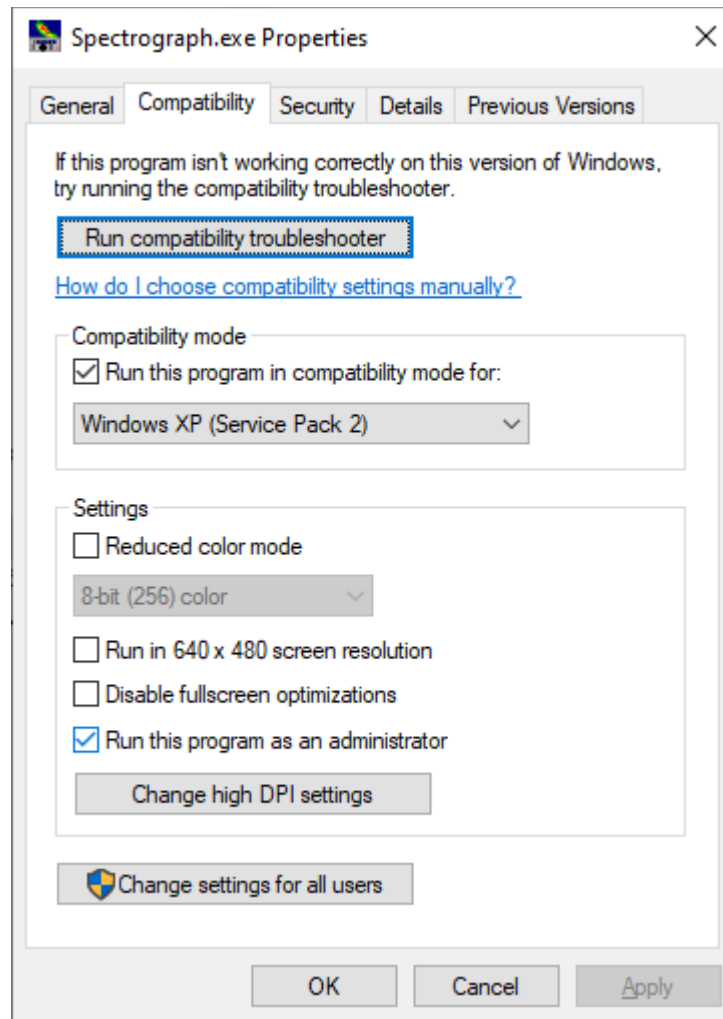 Spectrograph.exe Properties
General Compatibility Security Details Previous Versions
If this program isn't working correctly on this version of Windows,
try running the compatibility troubleshooter.
Run compatibility troubleshooter
How do I choose compatibility settings manually?
Compatibility mode
Run this program in compatibility mode for:
Windows XP (Service Pack 2)
Settings
Reduced color mode
8-bit (256) color
Run in 640 x 480 screen resolution
Disable fullscreen optimizations
Run this program as an administrator
Change high DPI settings
Change settings for all users
OK Cancel Apply